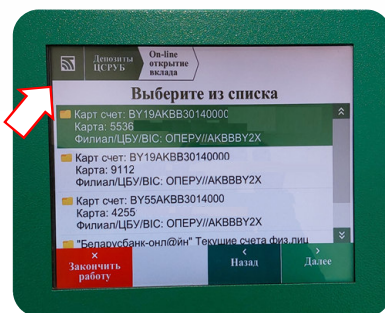 Депозиты
ЦСРУБ
On-line
открытие
вклада
Выберите из списка
Карт счет: BY19AKBB30140000
Карта: 5536
Филиал/ЦБУ/BIC: ОПЕРУ//AKBBBY2X
Карт счет: BY19AKBB30140000
Карта: 9112
Филиал/ЦБУ/BIC: ОПЕРУ//AKBBBY2X
Карт счет: BY55AKBB3014000
Карта: 4255
Филиал/ЦБУ/BIC: ОПЕРУ//AKBBBY2X
"Беларусбанк-онл@йн" Текущие счета физ.лиц
Закончить
работу
Назад
Далее